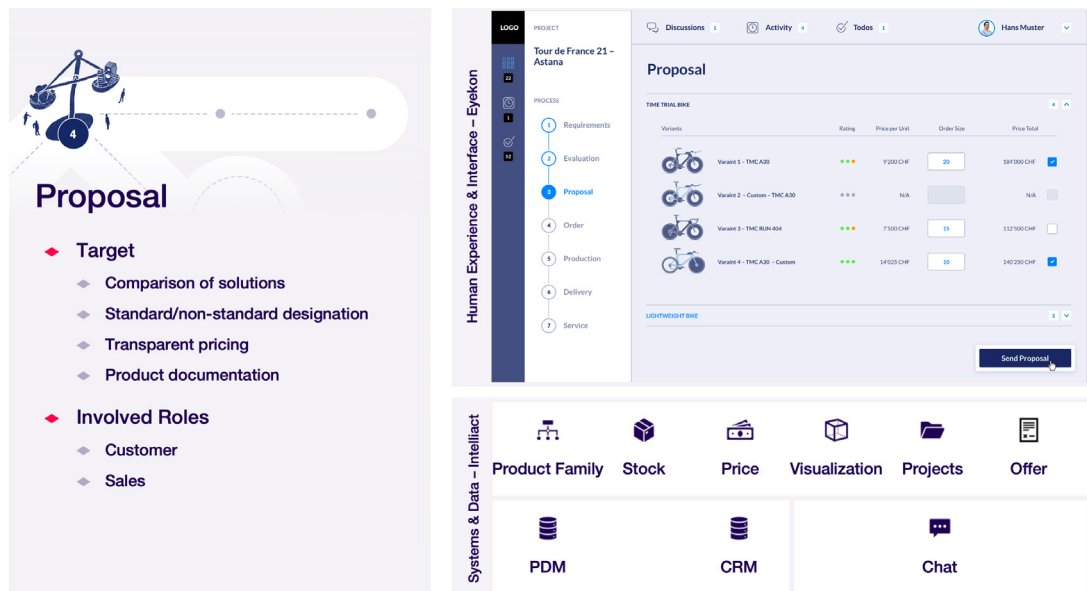 4
Proposal
Target
Comparison of solutions
Standard/non-standard designation
Transparent pricing
Product documentation
Involved Roles
Customer
Sales
Human Experience & Interface – Eyekon
LOGO
22
1
52
PROJECT
Tour de France 21 –
Astana
PROCESS
1 Requirements
2 Evaluation
3 Proposal
4 Order
5 Production
6 Delivery
7 Service
Discussions 1 Activity 4 Todos 1 Hans Muster
Proposal
TIME TRIAL BIKE 4
Variants Rating Price per Unit Order Size Price Total
Varaint 1 – TMC A30 9'200 CHF 20 184'000 CHF
Varaint 2 – Custom – TMC A30 N/A N/A
Varaint 3 – TMC RUN 404 7'500 CHF 15 112'500 CHF
Varaint 4 – TMC A30 – Custom 14'025 CHF 10 140'250 CHF
LIGHTWEIGHT BIKE 2
Send Proposal
Systems & Data – Intelliact
Product Family Stock Price Visualization Projects Offer
PDM CRM Chat